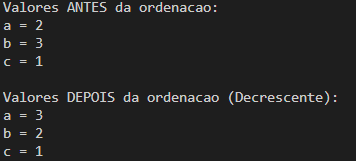 Valores ANTES da ordenacao:
a = 2
b = 3
c = 1
Valores DEPOIS da ordenacao (Decrescente):
a = 3
b = 2
c = 1